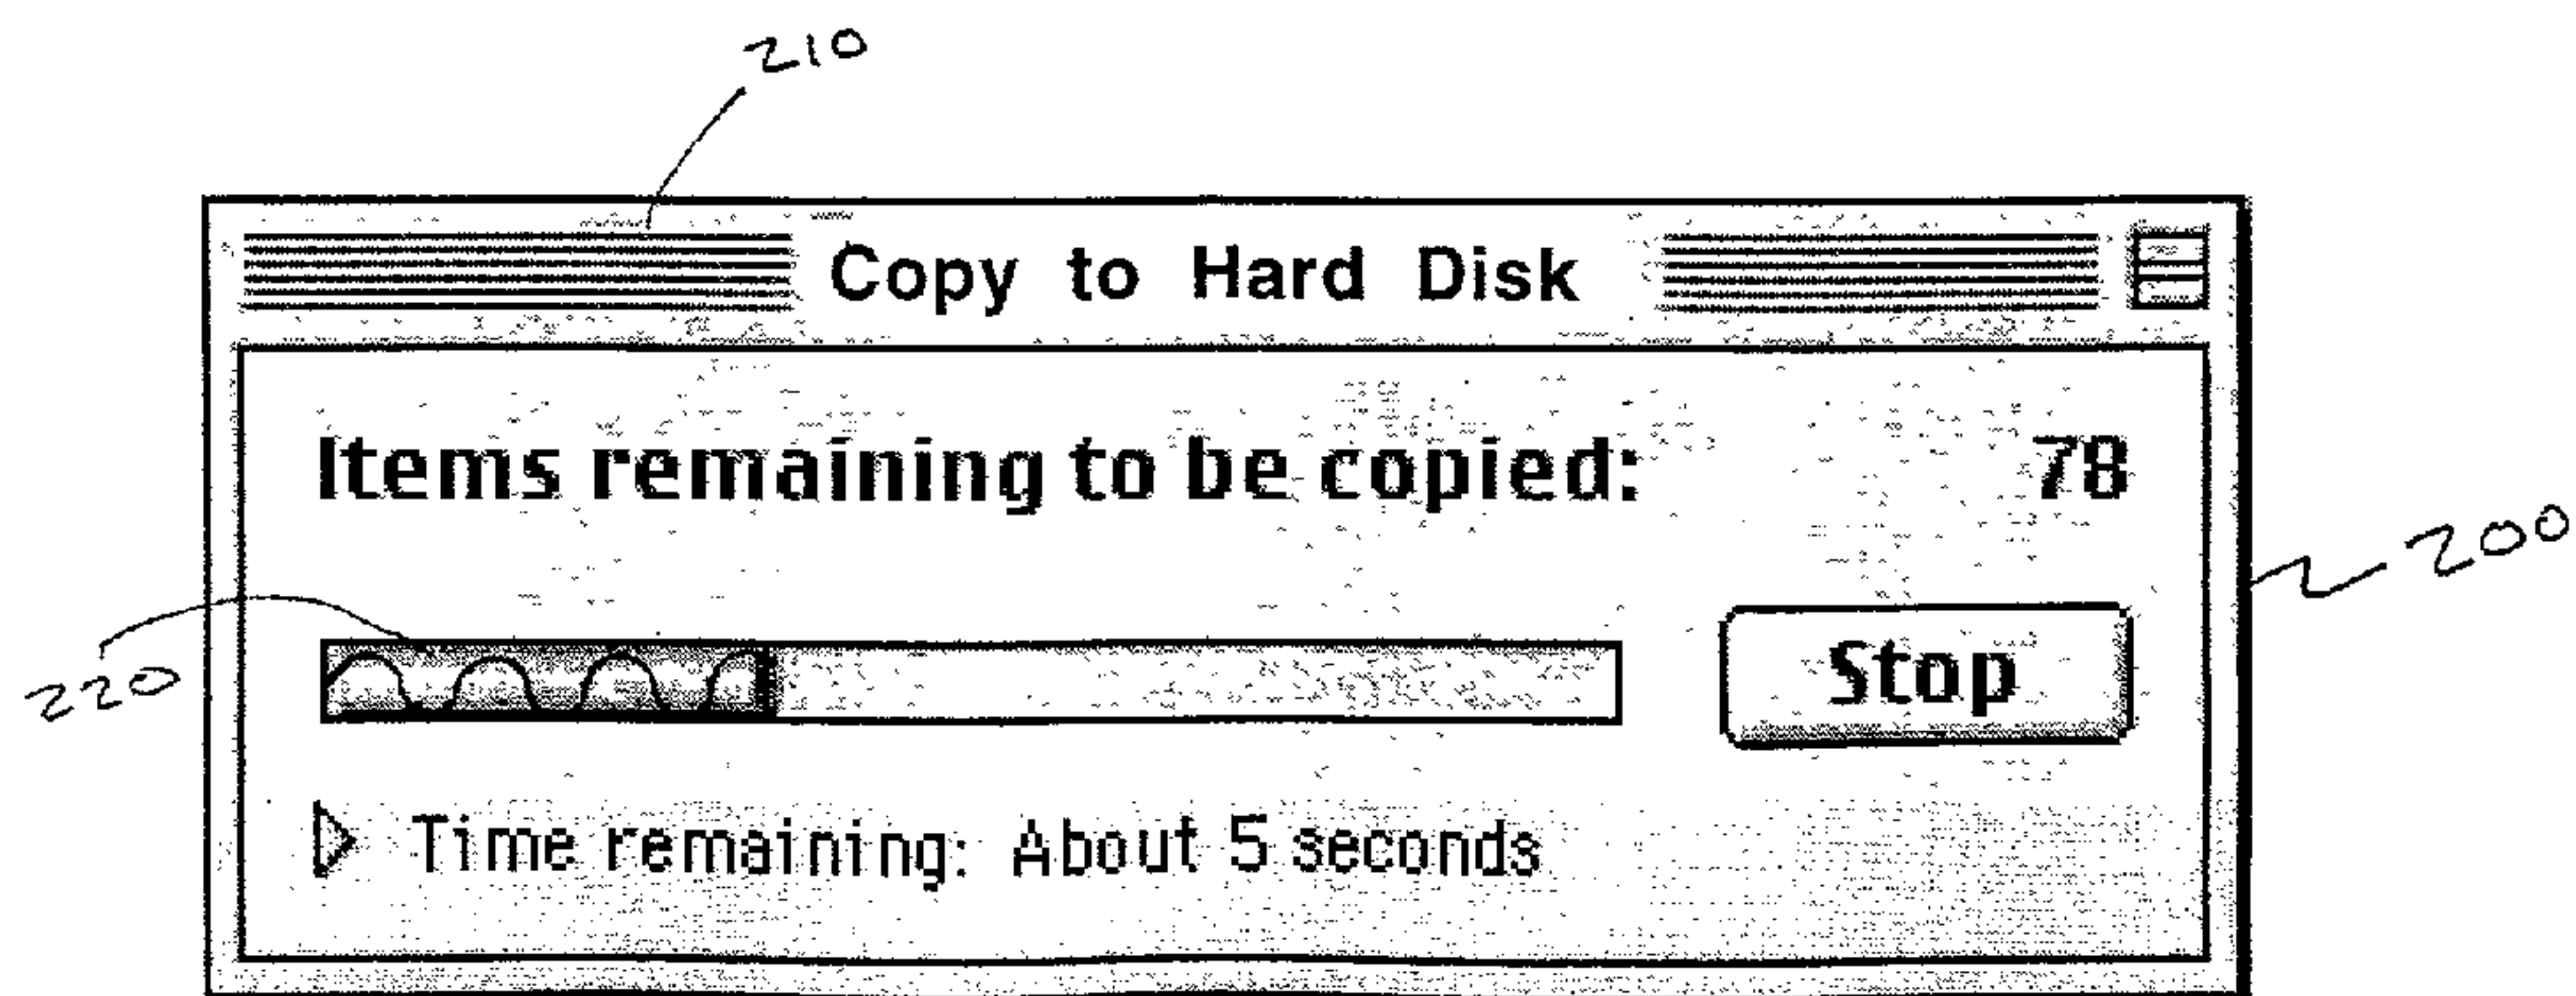 210
Copy to Hard Disk
Items remaining to be copied: 78
200
220
Stop
Time remaining: About 5 seconds